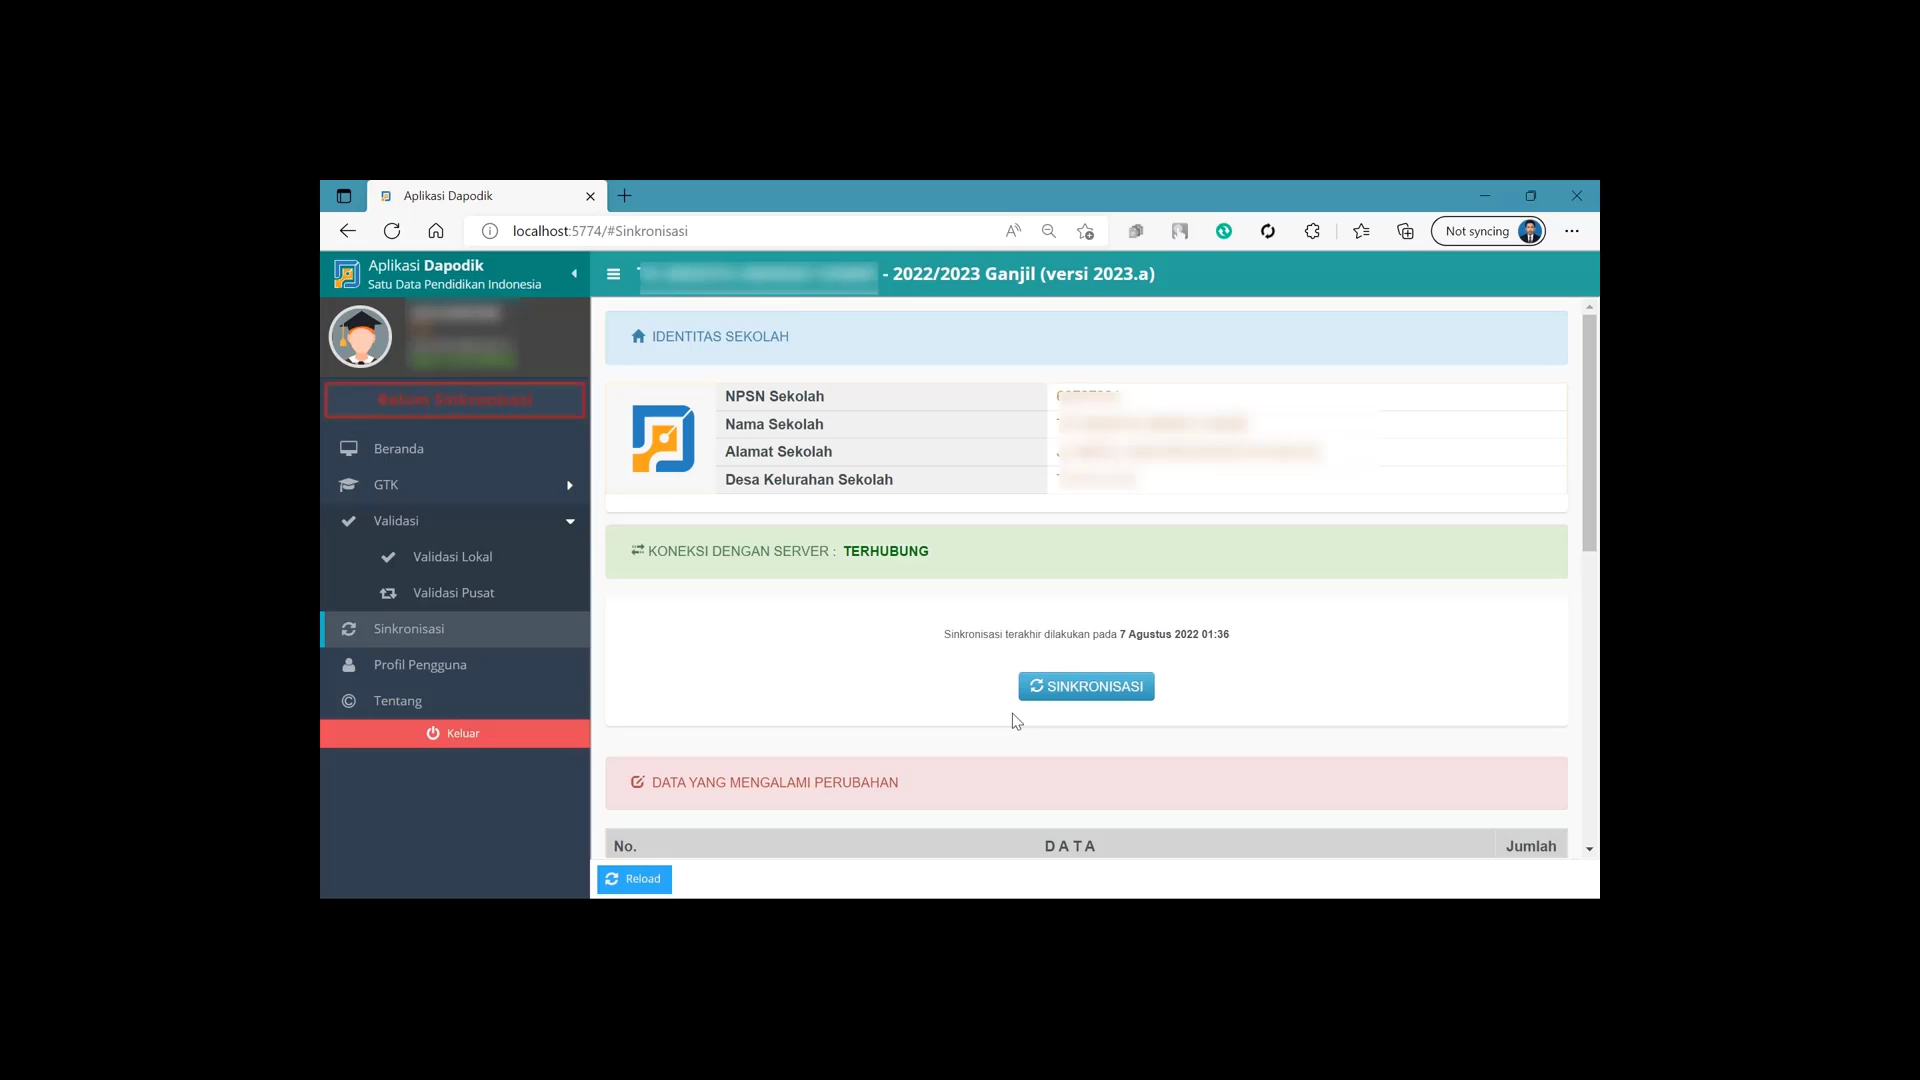 Aplikasi Dapodik
localhost:5774/#Sinkronisasi
Not syncing
Aplikasi Dapodik
Satu Data Pendidikan Indonesia
- 2022/2023 Ganjil (versi 2023.a)
Belum Sinkronisasi
Beranda
GTK
Validasi
Validasi Lokal
Validasi Pusat
Sinkronisasi
Profil Pengguna
Tentang
Keluar
IDENTITAS SEKOLAH
NPSN Sekolah
Nama Sekolah
Alamat Sekolah
Desa Kelurahan Sekolah
KONEKSI DENGAN SERVER : TERHUBUNG
Sinkronisasi terakhir dilakukan pada 7 Agustus 2022 01:36
SINKRONISASI
DATA YANG MENGALAMI PERUBAHAN
No. D A T A Jumlah
Reload